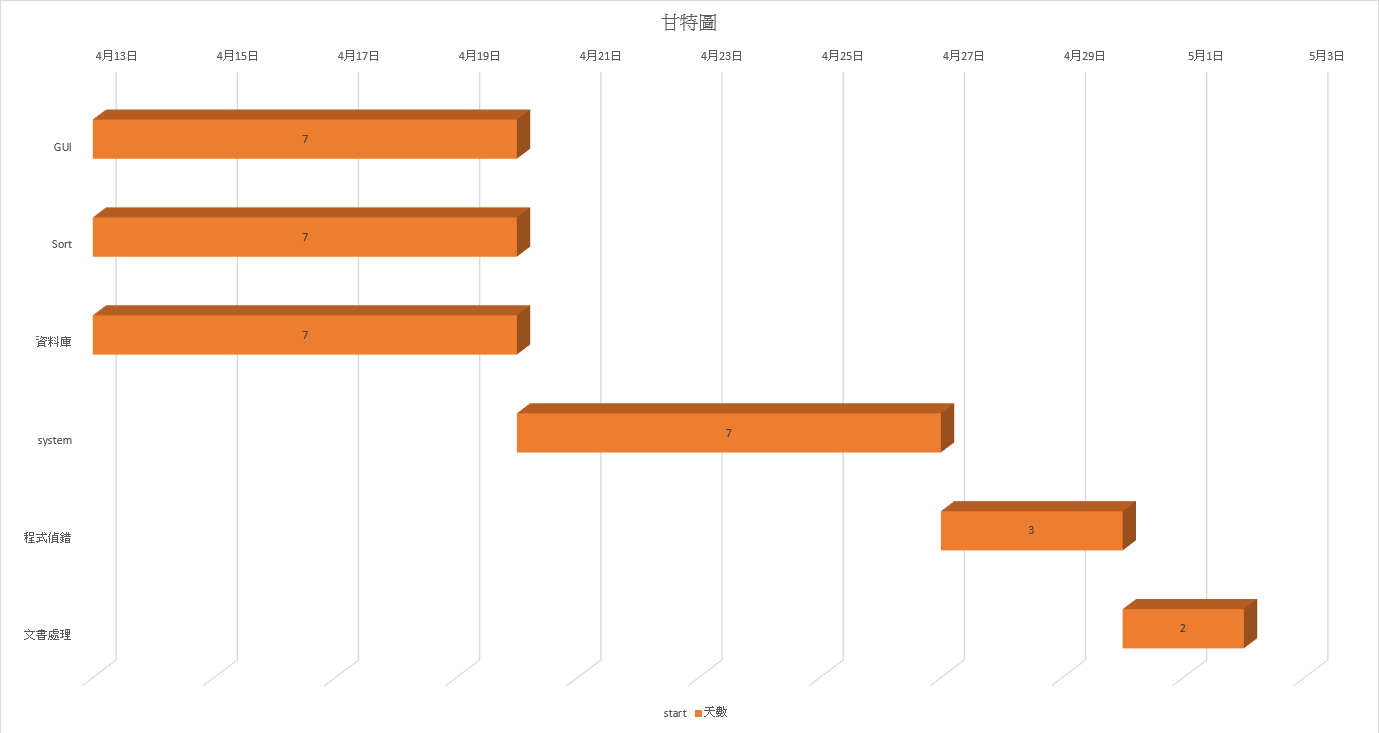 甘特圖
4月13日 4月15日 4月17日 4月19日 4月21日 4月23日 4月25日 4月27日 4月29日 5月1日 5月3日
GUI 7
Sort 7
資料庫 7
system 7
程式偵錯 3
文書處理 2
start 天數